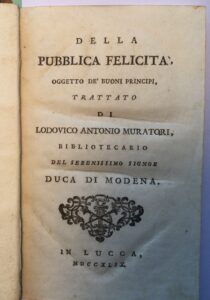 DELLA
PUBBLICA FELICITA',
OGGETTO DE' BUONI PRINCIPI,
TRATTATO
DI
LODOVICO ANTONIO MURATORI,
BIBLIOTECARIO
DEL SERENISSIMO SIGNOR
DUCA DI MODENA.
IN LUCCA,
MDCCXLIX.